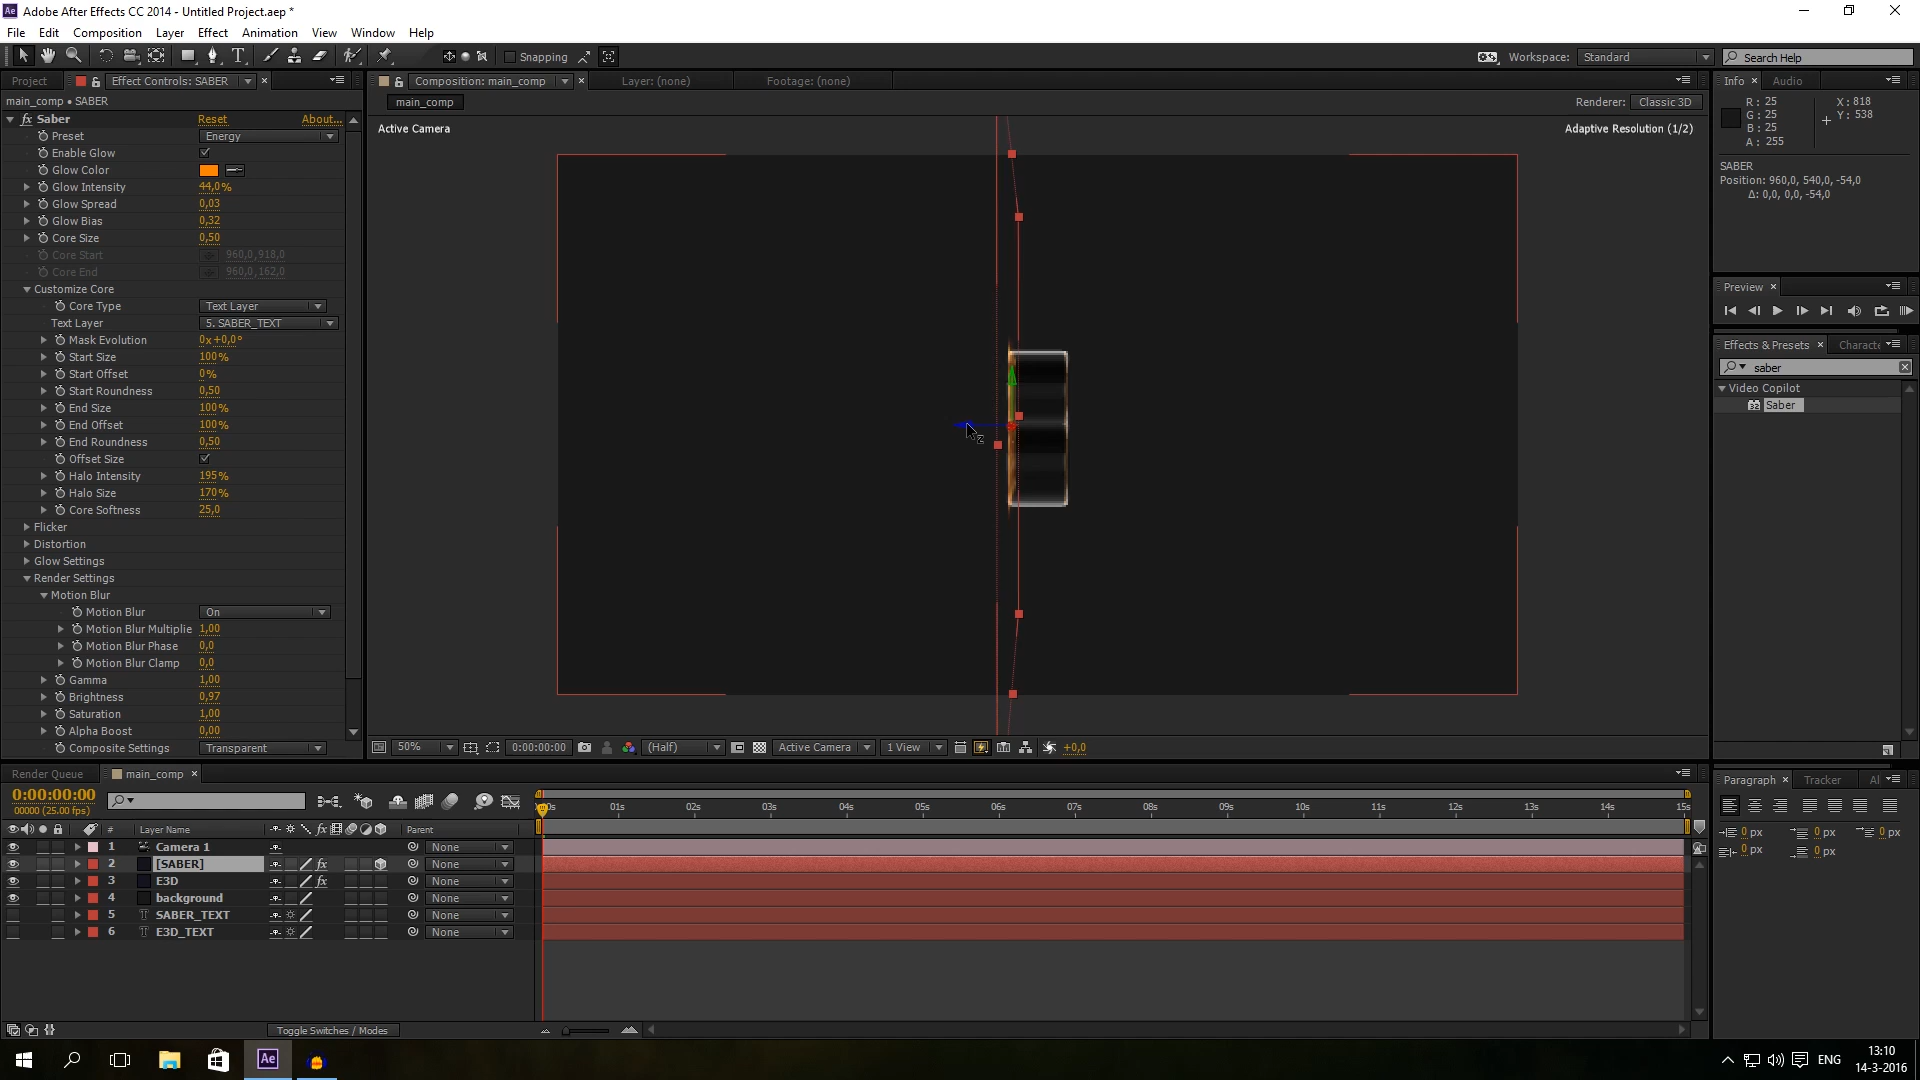 Adobe After Effects CC 2014 - Untitled Project.aep *
File Edit Composition Layer Effect Animation View Window Help
Snapping
Workspace: Standard
Search Help
Project
Effect Controls: SABER
Composition: main_comp
Layer: (none)
Footage: (none)
Info
Audio
main_comp • SABER
main_comp
Renderer: Classic 3D
R: 25
G: 25
B: 25
A: 255
X: 818
Y: 538
fx Saber
Reset
About...
Preset Energy
Enable Glow
Glow Color
Glow Intensity 44,0%
Glow Spread 0,03
Glow Bias 0,32
Core Size 0,50
Core Start 960,0,918,0
Core End 960,0,162,0
Customize Core
Core Type Text Layer
Text Layer 5. SABER_TEXT
Mask Evolution 0x+0,0°
Start Size 100%
Start Offset 0%
Start Roundness 0,50
End Size 100%
End Offset 100%
End Roundness 0,50
Offset Size
Halo Intensity 195%
Halo Size 170%
Core Softness 25,0
Flicker
Distortion
Glow Settings
Render Settings
Motion Blur
Motion Blur On
Motion Blur Multiplie 1,00
Motion Blur Phase 0,0
Motion Blur Clamp 0,0
Gamma 1,00
Brightness 0,97
Saturation 1,00
Alpha Boost 0,00
Composite Settings Transparent
Active Camera
Adaptive Resolution (1/2)
SABER
Position: 960,0, 540,0, -54,0
Δ: 0,0, 0,0, -54,0
Preview
Effects & Presets
Characte
saber
Video Copilot
32 Saber
50%
0:00:00:00
(Half)
Active Camera
1 View
+0,0
Render Queue
main_comp
0:00:00:00
00000 (25.00 fps)
01s 02s 03s 04s 05s 06s 07s 08s 09s 10s 11s 12s 13s 14s 15s
# Layer Name fx Parent
1 Camera 1 None
2 [SABER] fx None
3 E3D fx None
4 background None
5 T SABER_TEXT None
6 T E3D_TEXT None
Toggle Switches / Modes
Paragraph
Tracker
Al
0 px 0 px 0 px
0 px 0 px
Ae
ENG
13:10
14-3-2016